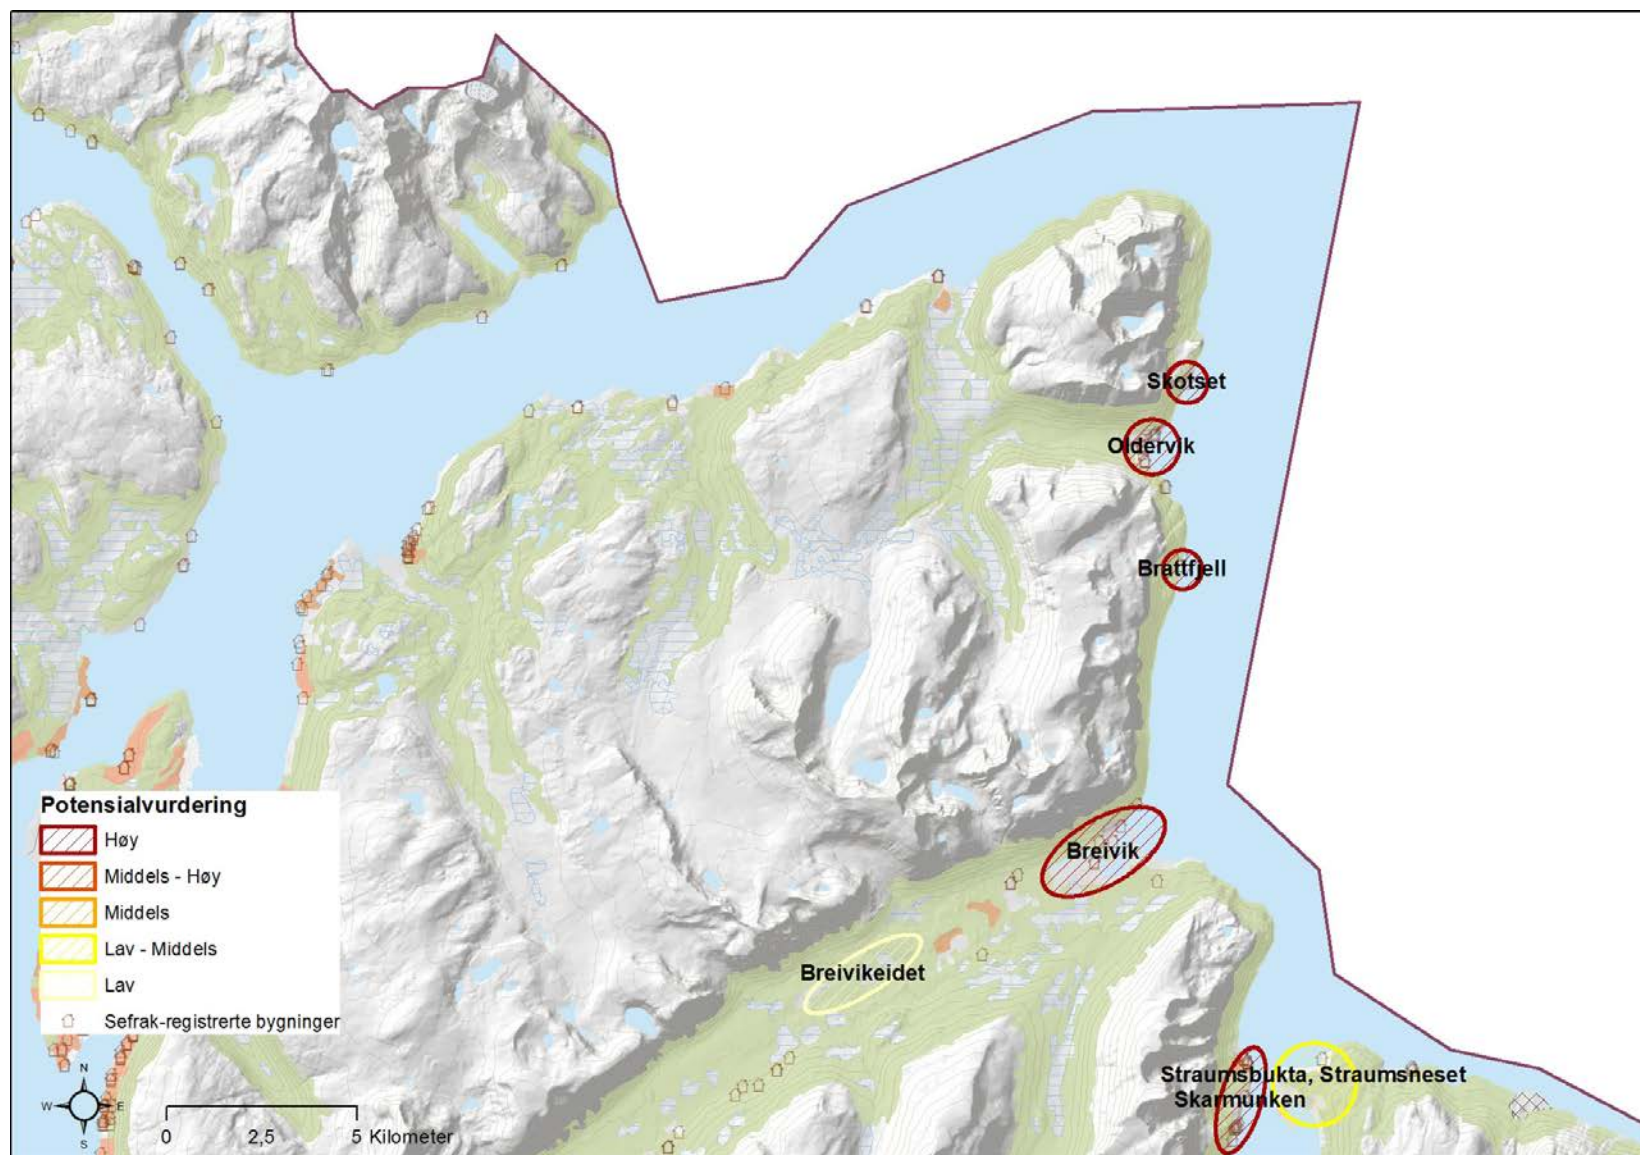 Skotset
Oldervik
Brattfjell
Breivik
Breivikeidet
Straumsbukta, Straumsneset
Skarmunken
Potensialvurdering
Høy
Middels - Høy
Middels
Lav - Middels
Lav
Sefrak-registrerte bygninger
N
W E
S
0 2,5 5 Kilometer